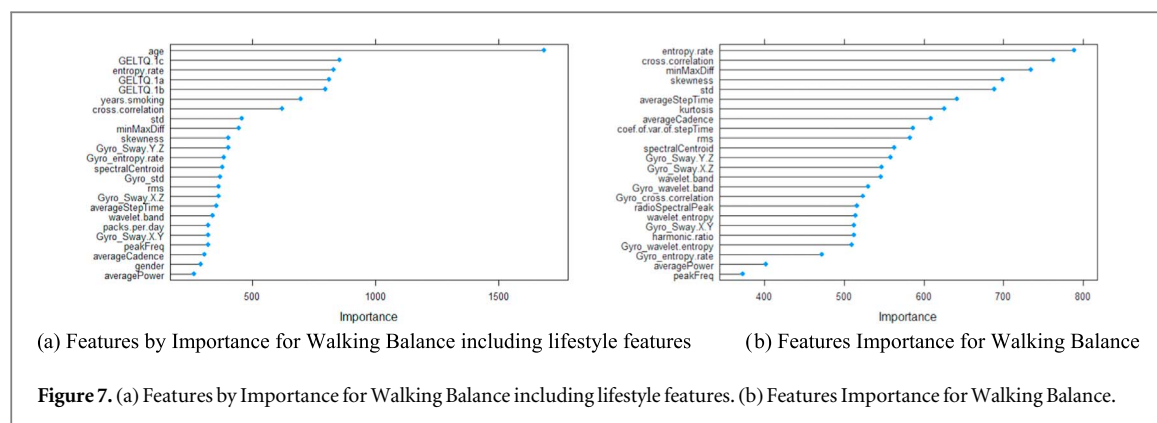 age
GELTQ.1c
entropy.rate
GELTQ.1a
GELTQ.1b
years.smoking
cross.correlation
std
minMaxDiff
skewness
Gyro_Sway.Y.Z
Gyro_entropy.rate
spectralCentroid
Gyro_std
rms
Gyro_Sway.X.Z
averageStepTime
wavelet.band
packs.per.day
Gyro_Sway.X.Y
peakFreq
averageCadence
gender
averagePower
500 1000 1500
Importance
(a) Features by Importance for Walking Balance including lifestyle features
entropy.rate
cross.correlation
minMaxDiff
skewness
std
averageStepTime
kurtosis
averageCadence
coef.of.var.of.stepTime
rms
spectralCentroid
Gyro_Sway.Y.Z
Gyro_Sway.X.Z
wavelet.band
Gyro_wavelet.band
Gyro_cross.correlation
radioSpectralPeak
wavelet.entropy
Gyro_Sway.X.Y
harmonic.ratio
Gyro_wavelet.entropy
Gyro_entropy.rate
averagePower
peakFreq
400 500 600 700 800
Importance
(b) Features Importance for Walking Balance
Figure 7. (a) Features by Importance for Walking Balance including lifestyle features. (b) Features Importance for Walking Balance.